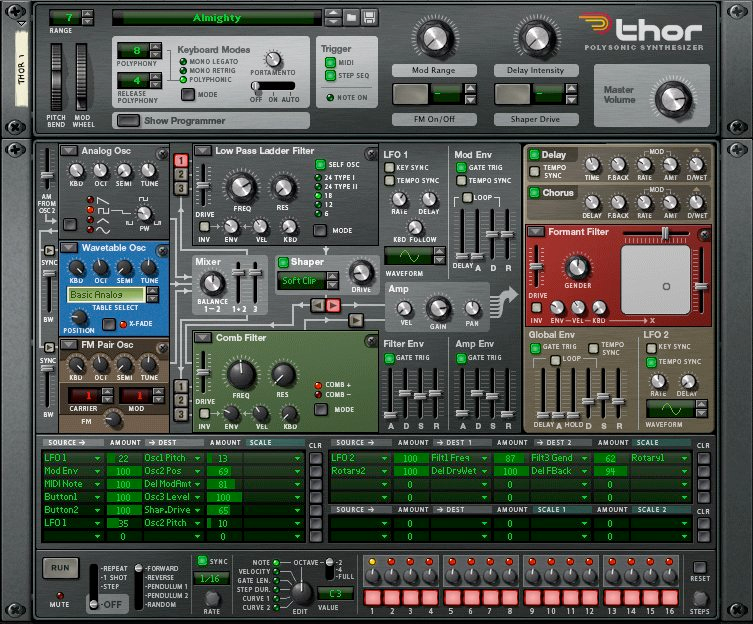 7
RANGE
Almighty
thor
POLYSONIC SYNTHESIZER
THOR 1
PITCH BEND
MOD WHEEL
8
POLYPHONY
4
RELEASE POLYPHONY
Keyboard Modes
MONO LEGATO
MONO RETRIG
POLYPHONIC
MODE
PORTAMENTO
OFF ON AUTO
Trigger
MIDI
STEP SEQ
NOTE ON
Show Programmer
Mod Range
Delay Intensity
FM On/Off
Shaper Drive
Master Volume
AM FROM OSC 2
Analog Osc
KBD OCT SEMI TUNE
PW
SYNC
BW
Wavetable Osc
KBD OCT SEMI TUNE
Basic Analog
TABLE SELECT
POSITION
X-FADE
SYNC
BW
FM Pair Osc
KBD OCT SEMI TUNE
1 1
CARRIER MOD
FM
1
2
3
Low Pass Ladder Filter
DRIVE
FREQ RES
SELF OSC
24 TYPE I
24 TYPE II
18
12
6
MODE
INV ENV VEL KBD
Mixer
BALANCE
1-2 1+2 3
Shaper
Soft Clip
DRIVE
Comb Filter
DRIVE
FREQ RES
COMB +
COMB -
MODE
INV ENV VEL KBD
1
2
3
LFO 1
KEY SYNC
TEMPO SYNC
RATE DELAY
KBD FOLLOW
WAVEFORM
Mod Env
GATE TRIG
TEMPO SYNC
LOOP
DELAY A D R
Amp
VEL GAIN PAN
Filter Env
GATE TRIG
A D S R
Amp Env
GATE TRIG
A D S R
Delay
TEMPO SYNC
MOD
TIME F.BACK RATE AMT D/WET
Chorus
MOD
DELAY F.BACK RATE AMT D/WET
Formant Filter
DRIVE
GENDER
INV ENV VEL KBD
X
Global Env
GATE TRIG
TEMPO SYNC
LOOP
DELAY A HOLD D S R
LFO 2
KEY SYNC
TEMPO SYNC
RATE DELAY
WAVEFORM
SOURCE AMOUNT DEST AMOUNT SCALE CLR
LFO 1 22 Osc1 Pitch 13
Mod Env 100 Osc2 Pos 69
MIDI Note 100 Del ModAmt 81
Button1 100 Osc3 Level 100
Button2 100 Shap.Drive 65
LFO 1 35 Osc2 Pitch 10
0 0
SOURCE AMOUNT DEST 1 AMOUNT DEST 2 AMOUNT SCALE CLR
LFO 2 100 Filt1 Freq 87 Filt3 Gend 62 Rotary1
Rotary2 100 Del DryWet 100 Del FBack 94
0 0 0
0 0 0
SOURCE AMOUNT DEST AMOUNT SCALE 1 AMOUNT SCALE 2 CLR
0 0 0
0 0 0
RUN
MUTE
REPEAT
1 SHOT
STEP
OFF
FORWARD
REVERSE
PENDULUM 1
PENDULUM 2
RANDOM
SYNC
1/16
RATE
NOTE
VELOCITY
GATE LEN.
STEP DUR.
CURVE 1
CURVE 2
EDIT
OCTAVE
2
4
FULL
C 3
VALUE
1 2 3 4 5 6 7 8 9 10 11 12 13 14 15 16
RESET
STEPS